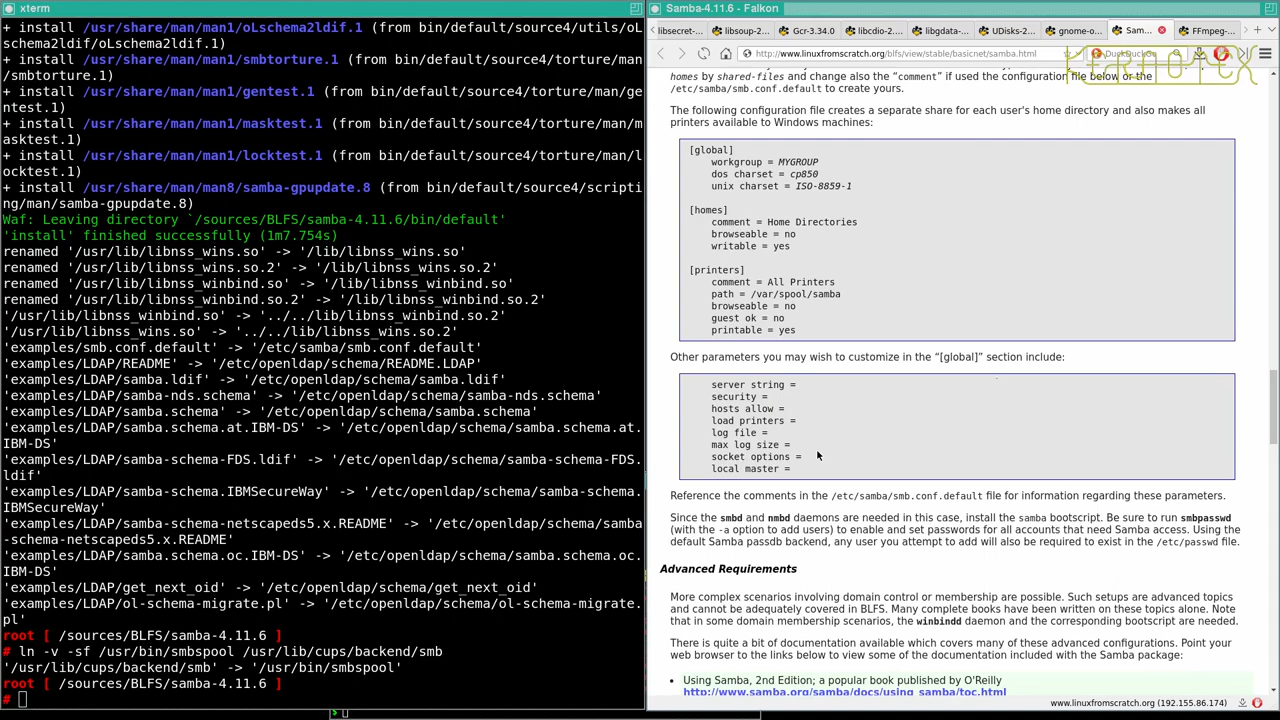 xterm
+ install /usr/share/man/man1/oLschema2ldif.1 (from bin/default/source4/utils/oL
schema2ldif/oLschema2ldif.1)
+ install /usr/share/man/man1/smbtorture.1 (from bin/default/source4/torture/man
/smbtorture.1)
+ install /usr/share/man/man1/gentest.1 (from bin/default/source4/torture/man/ge
ntest.1)
+ install /usr/share/man/man1/masktest.1 (from bin/default/source4/torture/man/m
asktest.1)
+ install /usr/share/man/man1/locktest.1 (from bin/default/source4/torture/man/l
ocktest.1)
+ install /usr/share/man/man8/samba-gpupdate.8 (from bin/default/source4/scripti
ng/man/samba-gpupdate.8)
Waf: Leaving directory `/sources/BLFS/samba-4.11.6/bin/default'
'install' finished successfully (1m7.754s)
renamed '/usr/lib/libnss_wins.so' -> '/lib/libnss_wins.so'
renamed '/usr/lib/libnss_wins.so.2' -> '/lib/libnss_wins.so.2'
renamed '/usr/lib/libnss_winbind.so' -> '/lib/libnss_winbind.so'
renamed '/usr/lib/libnss_winbind.so.2' -> '/lib/libnss_winbind.so.2'
'/usr/lib/libnss_winbind.so' -> '../../lib/libnss_winbind.so.2'
'/usr/lib/libnss_wins.so' -> '../../lib/libnss_wins.so.2'
'examples/smb.conf.default' -> '/etc/samba/smb.conf.default'
'examples/LDAP/README' -> '/etc/openldap/schema/README.LDAP'
'examples/LDAP/samba.ldif' -> '/etc/openldap/schema/samba.ldif'
'examples/LDAP/samba-nds.schema' -> '/etc/openldap/schema/samba-nds.schema'
'examples/LDAP/samba.schema' -> '/etc/openldap/schema/samba.schema'
'examples/LDAP/samba.schema.at.IBM-DS' -> '/etc/openldap/schema/samba.schema.at.
IBM-DS'
'examples/LDAP/samba-schema-FDS.ldif' -> '/etc/openldap/schema/samba-schema-FDS.
ldif'
'examples/LDAP/samba-schema.IBMSecureWay' -> '/etc/openldap/schema/samba-schema.
IBMSecureWay'
'examples/LDAP/samba-schema-netscapeds5.x.README' -> '/etc/openldap/schema/samba
-schema-netscapeds5.x.README'
'examples/LDAP/samba.schema.oc.IBM-DS' -> '/etc/openldap/schema/samba.schema.oc.
IBM-DS'
'examples/LDAP/get_next_oid' -> '/etc/openldap/schema/get_next_oid'
'examples/LDAP/ol-schema-migrate.pl' -> '/etc/openldap/schema/ol-schema-migrate.
pl'
root [ /sources/BLFS/samba-4.11.6 ]
# ln -v -sf /usr/bin/smbspool /usr/lib/cups/backend/smb
'/usr/lib/cups/backend/smb' -> '/usr/bin/smbspool'
root [ /sources/BLFS/samba-4.11.6 ]
#
$
Samba-4.11.6 - Falkon
libsecret-... libsoup-2... Gcr-3.34.0 libcdio-2... libgdata-... UDisks-2... gnome-o... Sam... FFmpeg-...
http://www.linuxfromscratch.org/blfs/view/stable/basicnet/samba.html
DuckDuckGo
homes by shared-files and change also the “comment” if used the configuration file below or the
/etc/samba/smb.conf.default to create yours.
The following configuration file creates a separate share for each user's home directory and also makes all
printers available to Windows machines:
[global]
workgroup = MYGROUP
dos charset = cp850
unix charset = ISO-8859-1
[homes]
comment = Home Directories
browseable = no
writable = yes
[printers]
comment = All Printers
path = /var/spool/samba
browseable = no
guest ok = no
printable = yes
Other parameters you may wish to customize in the “[global]” section include:
server string =
security =
hosts allow =
load printers =
log file =
max log size =
socket options =
local master =
Reference the comments in the /etc/samba/smb.conf.default file for information regarding these parameters.
Since the smbd and nmbd daemons are needed in this case, install the samba bootscript. Be sure to run smbpasswd
(with the -a option to add users) to enable and set passwords for all accounts that need Samba access. Using the
default Samba passdb backend, any user you attempt to add will also be required to exist in the /etc/passwd file.
Advanced Requirements
More complex scenarios involving domain control or membership are possible. Such setups are advanced topics
and cannot be adequately covered in BLFS. Many complete books have been written on these topics alone. Note
that in some domain membership scenarios, the winbindd daemon and the corresponding bootscript are needed.
There is quite a bit of documentation available which covers many of these advanced configurations. Point your
web browser to the links below to view some of the documentation included with the Samba package:
• Using Samba, 2nd Edition; a popular book published by O'Reilly
http://www.samba.org/samba/docs/using_samba/toc.html
www.linuxfromscratch.org (192.155.86.174)